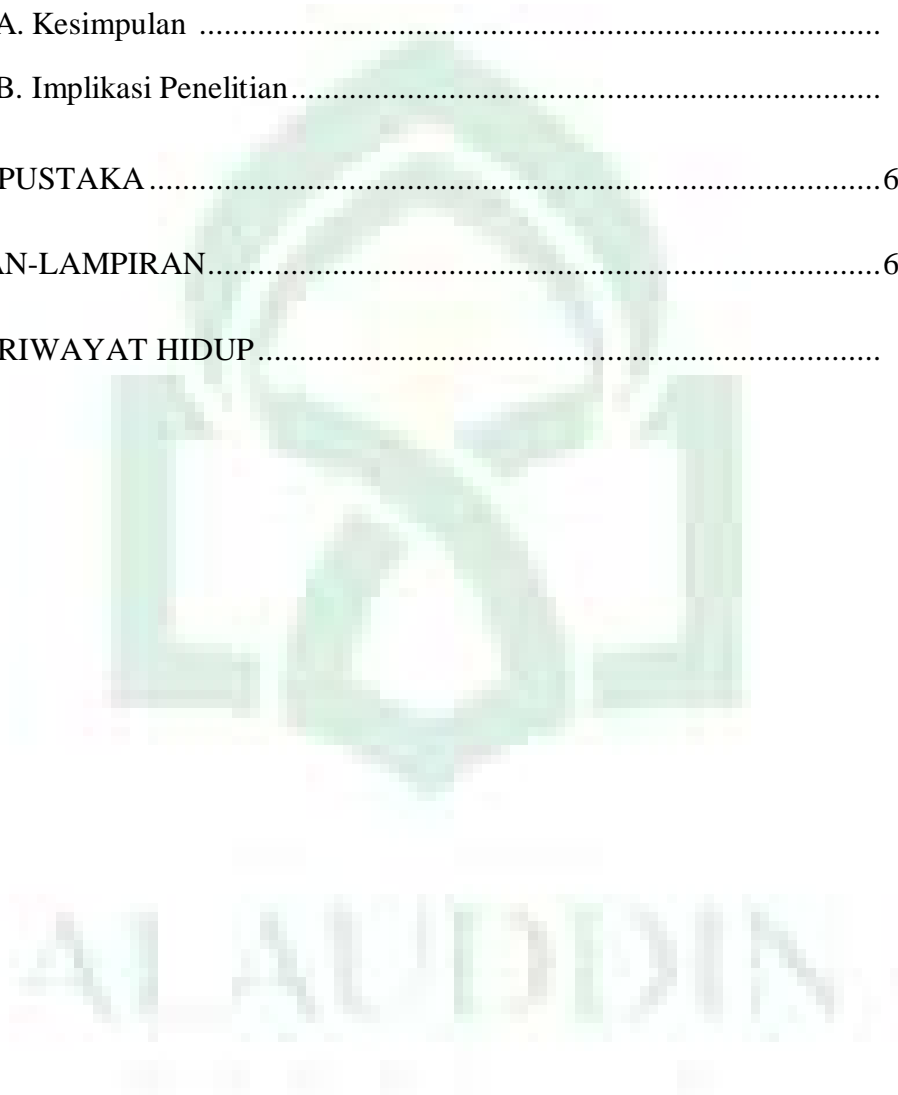 A. Kesimpulan ................................................................................
B. Implikasi Penelitian......................................................................
PUSTAKA.......................................................................................6
AN-LAMPIRAN................................................................................6
RIWAYAT HIDUP..........................................................................
ALAUDDIN